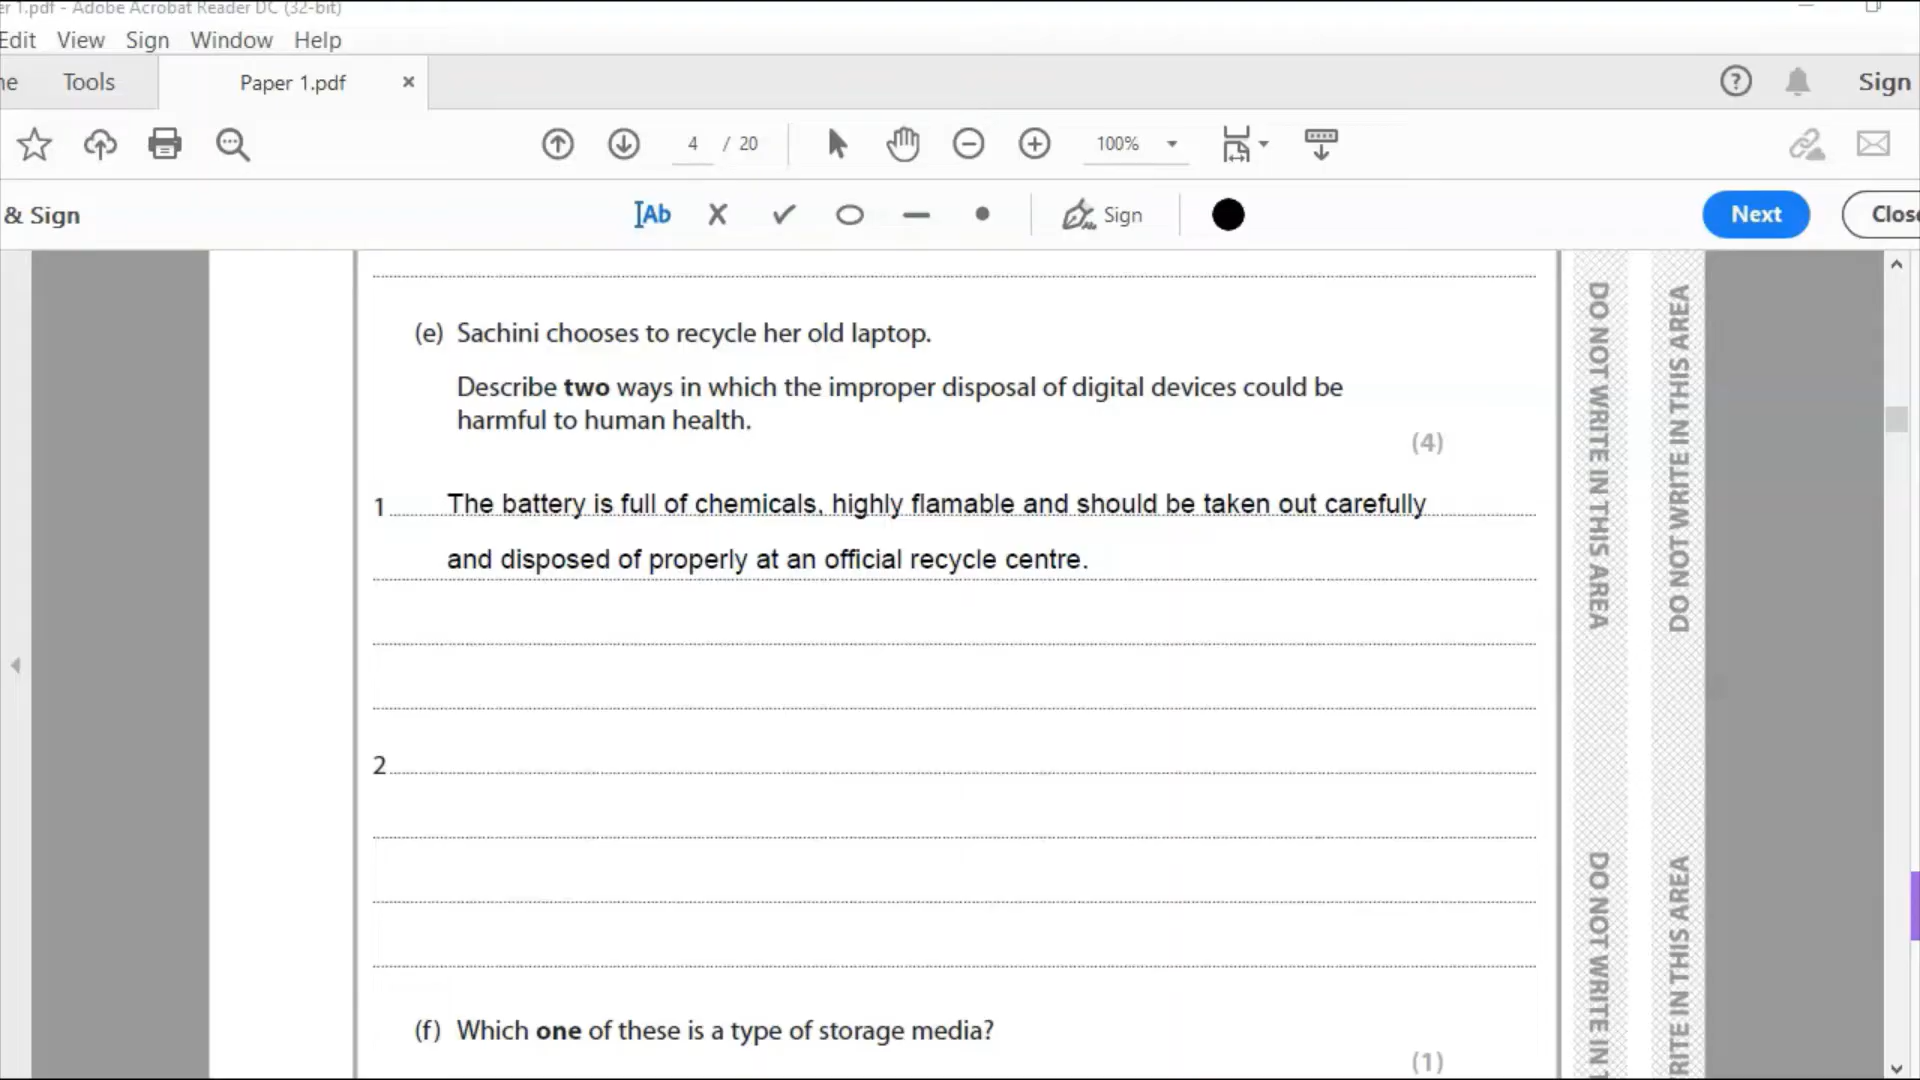 er 1.pdf - Adobe Acrobat Reader DC (32-bit)
Edit View Sign Window Help
ne Tools Paper 1.pdf × Sign
4 / 20 100%
& Sign Ab Sign Next Close
(e) Sachini chooses to recycle her old laptop.
Describe two ways in which the improper disposal of digital devices could be
harmful to human health.
(4)
1 The battery is full of chemicals, highly flamable and should be taken out carefully
and disposed of properly at an official recycle centre.
2
(f) Which one of these is a type of storage media?
(1)
DO NOT WRITE IN THIS AREA
DO NOT WRITE IN THIS AREA
DO NOT WRITE IN T
RITE IN THIS AREA